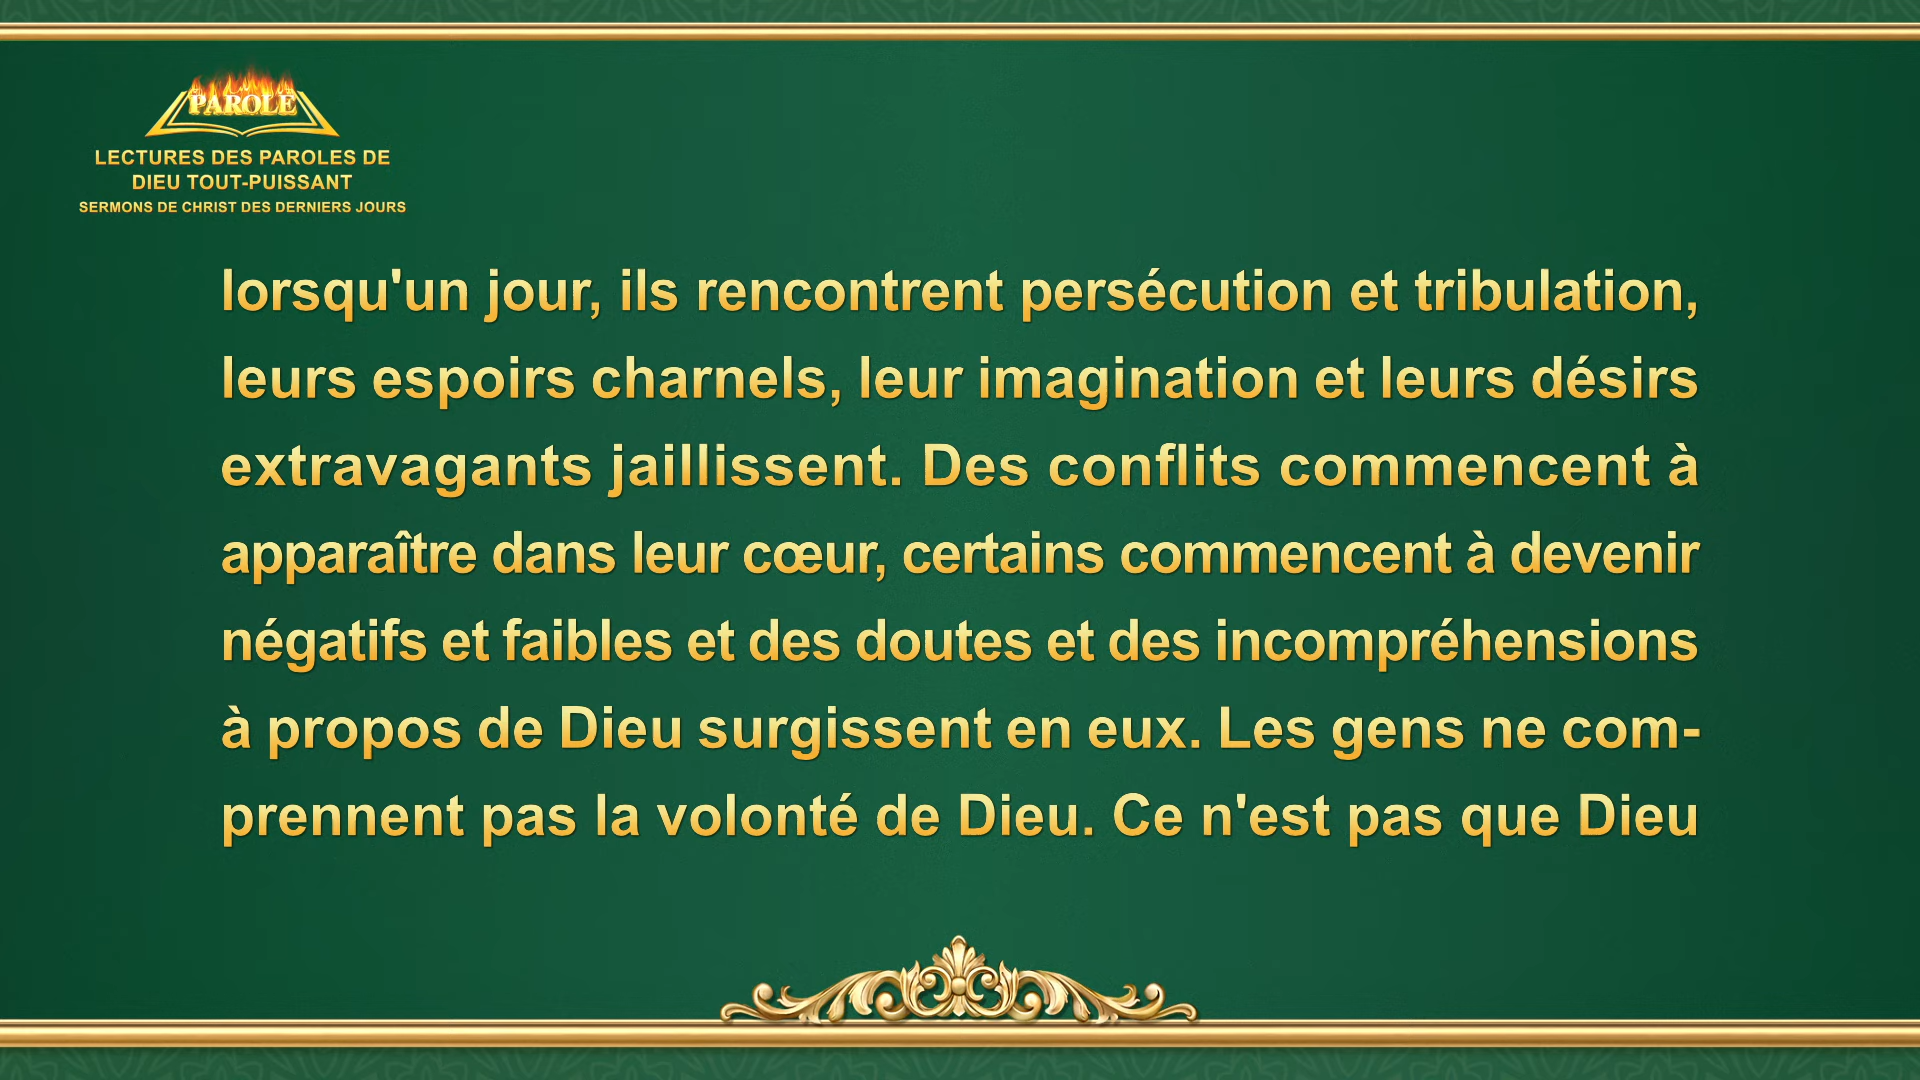 PAROLE
LECTURES DES PAROLES DE
DIEU TOUT-PUISSANT
SERMONS DE CHRIST DES DERNIERS JOURS
lorsqu'un jour, ils rencontrent persécution et tribulation,
leurs espoirs charnels, leur imagination et leurs désirs
extravagants jaillissent. Des conflits commencent à
apparaître dans leur cœur, certains commencent à devenir
négatifs et faibles et des doutes et des incompréhensions
à propos de Dieu surgissent en eux. Les gens ne com-
prennent pas la volonté de Dieu. Ce n'est pas que Dieu